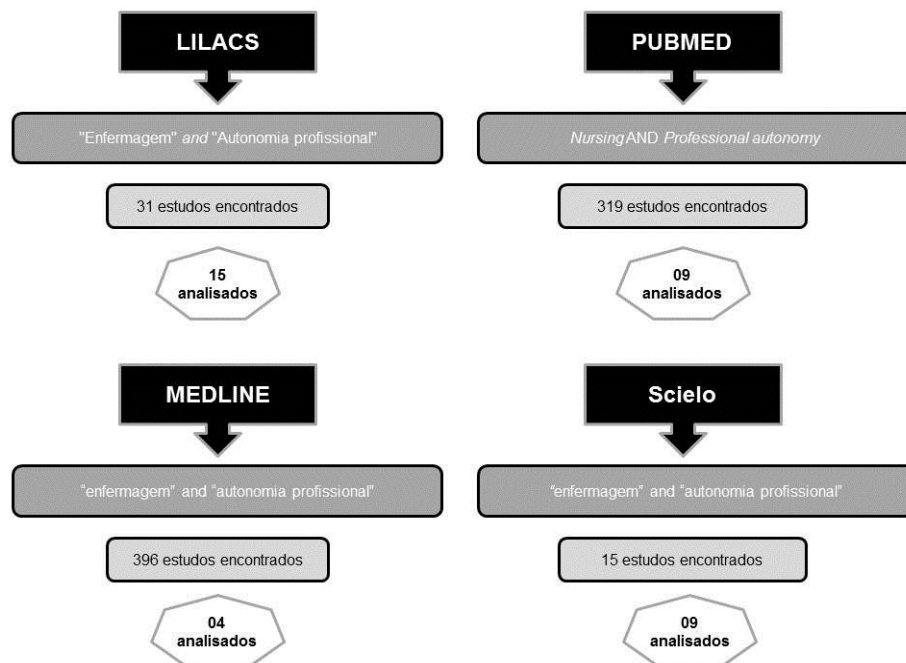 LILACS
"Enfermagem" and "Autonomia profissional"
31 estudos encontrados
15
analisados
PUBMED
Nursing AND Professional autonomy
319 estudos encontrados
09
analisados
MEDLINE
“enfermagem” and “autonomia profissional”
396 estudos encontrados
04
analisados
Scielo
“enfermagem” and “autonomia profissional”
15 estudos encontrados
09
analisados